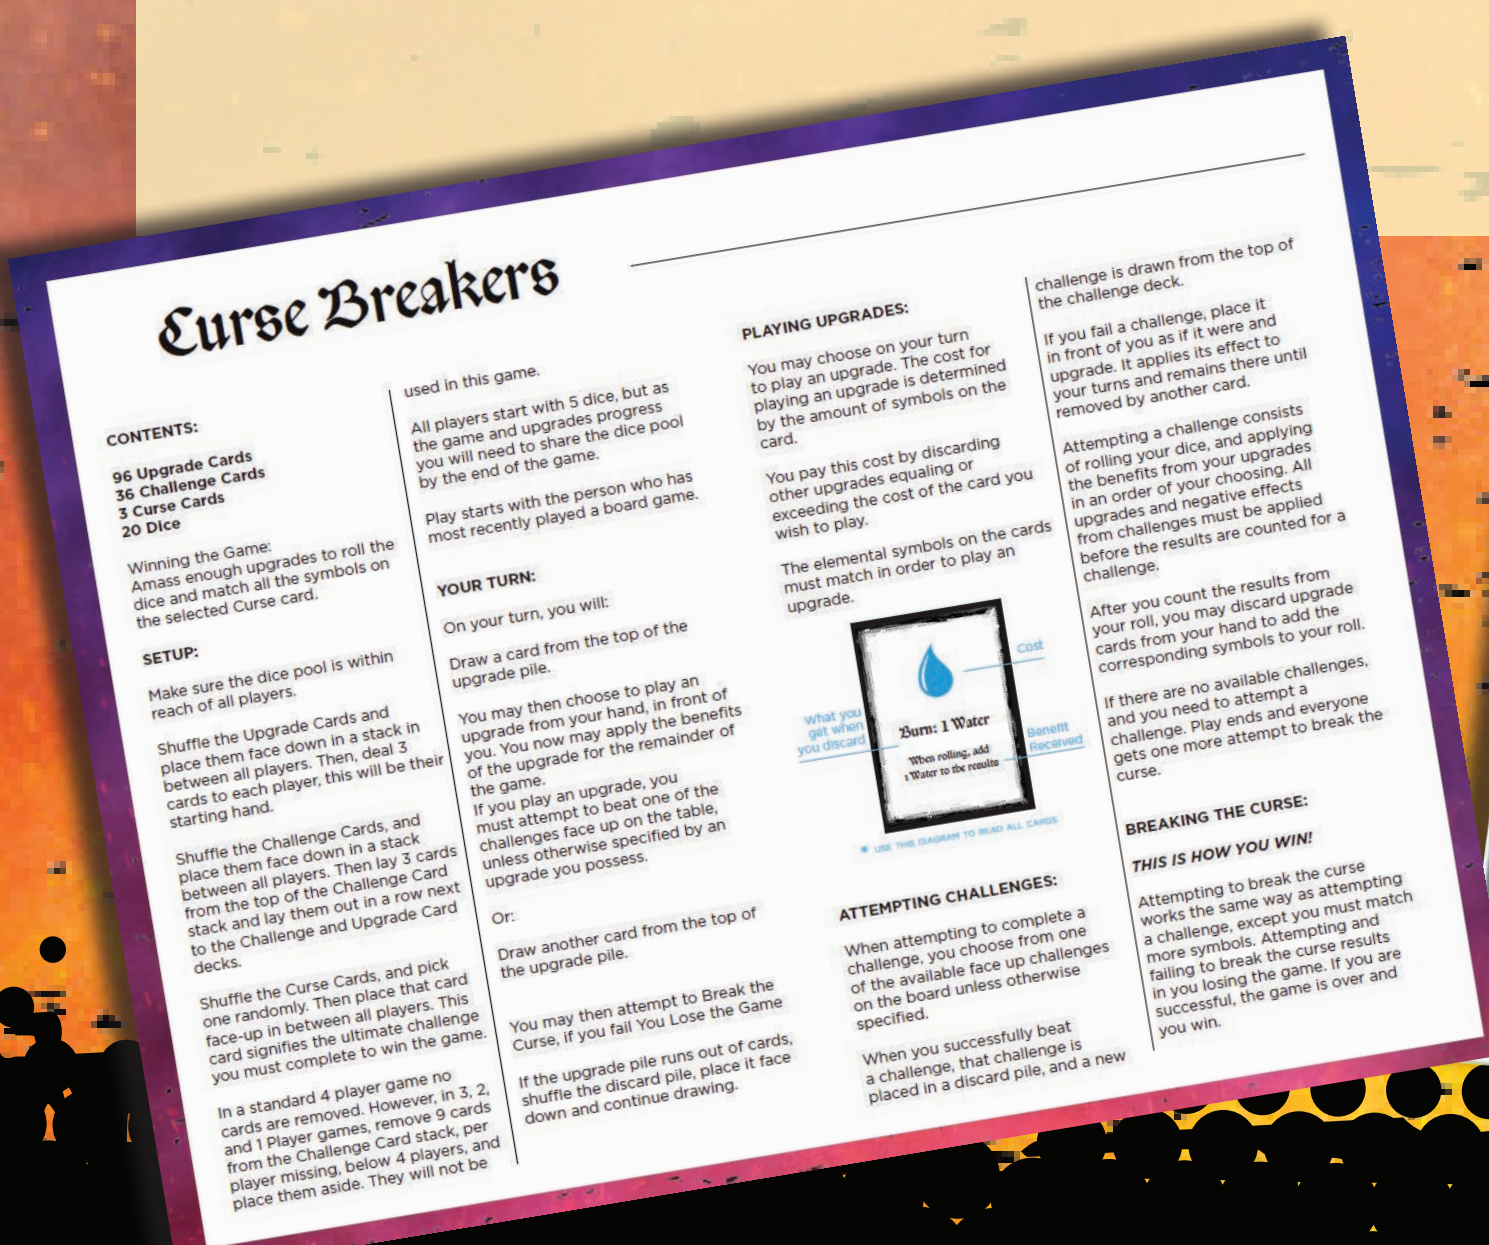 Curse Breakers
CONTENTS:
96 Upgrade Cards
36 Challenge Cards
3 Curse Cards
20 Dice
Winning the Game:
Amass enough upgrades to roll the
dice and match all the symbols on
the selected Curse card.
SETUP:
Make sure the dice pool is within
reach of all players.
Shuffle the Upgrade Cards and
place them face down in a stack in
between all players. Then, deal 3
cards to each player, this will be their
starting hand.
Shuffle the Challenge Cards, and
place them face down in a stack
between all players. Then lay 3 cards
from the top of the Challenge Card
stack and lay them out in a row next
to the Challenge and Upgrade Card
decks.
Shuffle the Curse Cards, and pick
one randomly. Then place that card
face-up in between all players. This
card signifies the ultimate challenge
you must complete to win the game.
In a standard 4 player game no
cards are removed. However, in 3, 2,
and 1 Player games, remove 9 cards
from the Challenge Card stack, per
player missing, below 4 players, and
place them aside. They will not be
used in this game.
All players start with 5 dice, but as
the game and upgrades progress
you will need to share the dice pool
by the end of the game.
Play starts with the person who has
most recently played a board game.
YOUR TURN:
On your turn, you will:
Draw a card from the top of the
upgrade pile.
You may then choose to play an
upgrade from your hand, in front of
you. You now may apply the benefits
of the upgrade for the remainder of
the game.
If you play an upgrade, you
must attempt to beat one of the
challenges face up on the table,
unless otherwise specified by an
upgrade you possess.
Or:
Draw another card from the top of
the upgrade pile.
You may then attempt to Break the
Curse, if you fail You Lose the Game
If the upgrade pile runs out of cards,
shuffle the discard pile, place it face
down and continue drawing.
PLAYING UPGRADES:
You may choose on your turn
to play an upgrade. The cost for
playing an upgrade is determined
by the amount of symbols on the
card.
You pay this cost by discarding
other upgrades equaling or
exceeding the cost of the card you
wish to play.
The elemental symbols on the cards
must match in order to play an
upgrade.
Cost
What you
get when
you discard
Burn: 1 Water
When rolling, add
1 Water to the results
Benefit
Received
* USE THIS DIAGRAM TO READ ALL CARDS
ATTEMPTING CHALLENGES:
When attempting to complete a
challenge, you choose from one
of the available face up challenges
on the board unless otherwise
specified.
When you successfully beat
a challenge, that challenge is
placed in a discard pile, and a new
challenge is drawn from the top of
the challenge deck.
If you fail a challenge, place it
in front of you as if it were and
upgrade. It applies its effect to
your turns and remains there until
removed by another card.
Attempting a challenge consists
of rolling your dice, and applying
the benefits from your upgrades
in an order of your choosing. All
upgrades and negative effects
from challenges must be applied
before the results are counted for a
challenge.
After you count the results from
your roll, you may discard upgrade
cards from your hand to add the
corresponding symbols to your roll.
If there are no available challenges,
and you need to attempt a
challenge. Play ends and everyone
gets one more attempt to break the
curse.
BREAKING THE CURSE:
THIS IS HOW YOU WIN!
Attempting to break the curse
works the same way as attempting
a challenge, except you must match
more symbols. Attempting and
failing to break the curse results
in you losing the game. If you are
successful, the game is over and
you win.